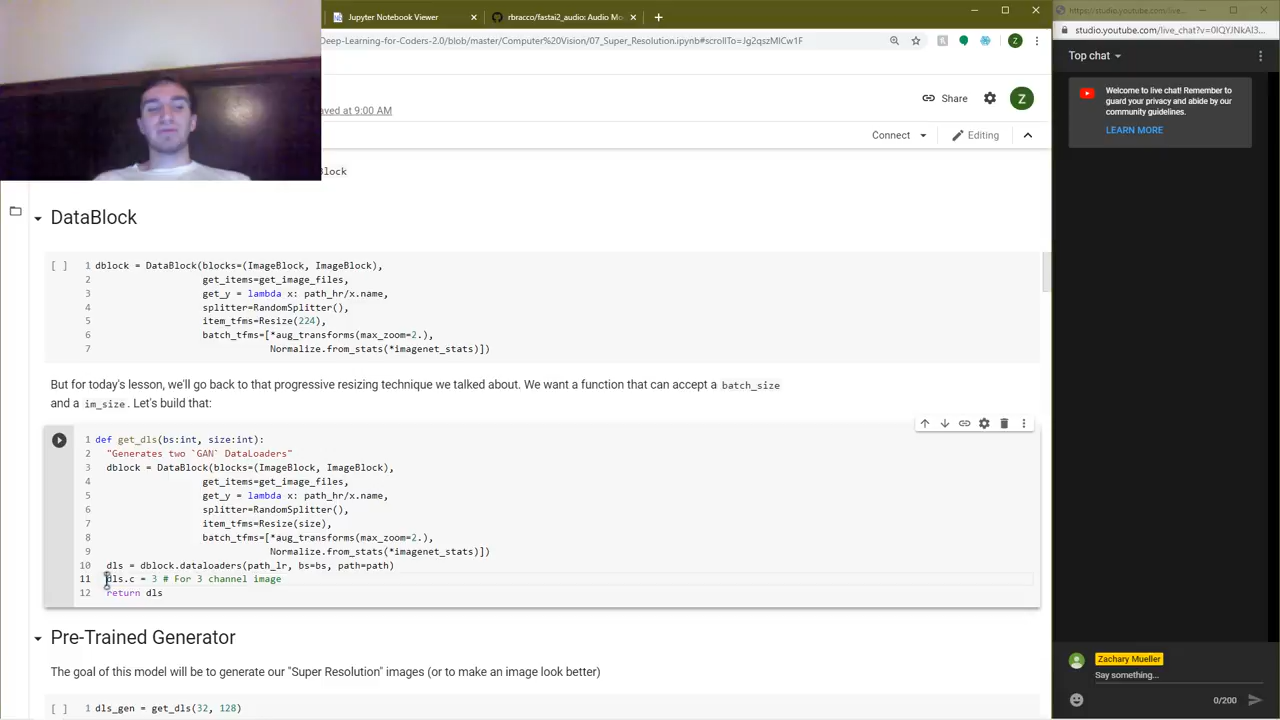 Jupyter Notebook Viewer
rbracco/fastai2_audio: Audio Mo
https://studio.youtube.com/live_chat?v=0IQYJNkAI3...
Deep-Learning-for-Coders-2.0/blob/master/Computer%20Vision/07_Super_Resolution.ipynb#scrollTo=Jg2qszMlCW1F
studio.youtube.com/live_chat?v=0IQYJNkAI3...
Z
Top chat
Welcome to live chat! Remember to
guard your privacy and abide by our
community guidelines.
LEARN MORE
aved at 9:00 AM
Share
Z
Connect
Editing
Block
DataBlock
[ ]
1 dblock = DataBlock(blocks=(ImageBlock, ImageBlock),
2 get_items=get_image_files,
3 get_y = lambda x: path_hr/x.name,
4 splitter=RandomSplitter(),
5 item_tfms=Resize(224),
6 batch_tfms=[*aug_transforms(max_zoom=2.),
7 Normalize.from_stats(*imagenet_stats)])
But for today's lesson, we'll go back to that progressive resizing technique we talked about. We want a function that can accept a batch_size
and a im_size. Let's build that:
1 def get_dls(bs:int, size:int):
2 "Generates two `GAN` DataLoaders"
3 dblock = DataBlock(blocks=(ImageBlock, ImageBlock),
4 get_items=get_image_files,
5 get_y = lambda x: path_hr/x.name,
6 splitter=RandomSplitter(),
7 item_tfms=Resize(size),
8 batch_tfms=[*aug_transforms(max_zoom=2.),
9 Normalize.from_stats(*imagenet_stats)])
10 dls = dblock.dataloaders(path_lr, bs=bs, path=path)
11 dls.c = 3 # For 3 channel image
12 return dls
Pre-Trained Generator
The goal of this model will be to generate our "Super Resolution" images (or to make an image look better)
[ ] 1 dls_gen = get_dls(32, 128)
Zachary Mueller
Say something...
0/200